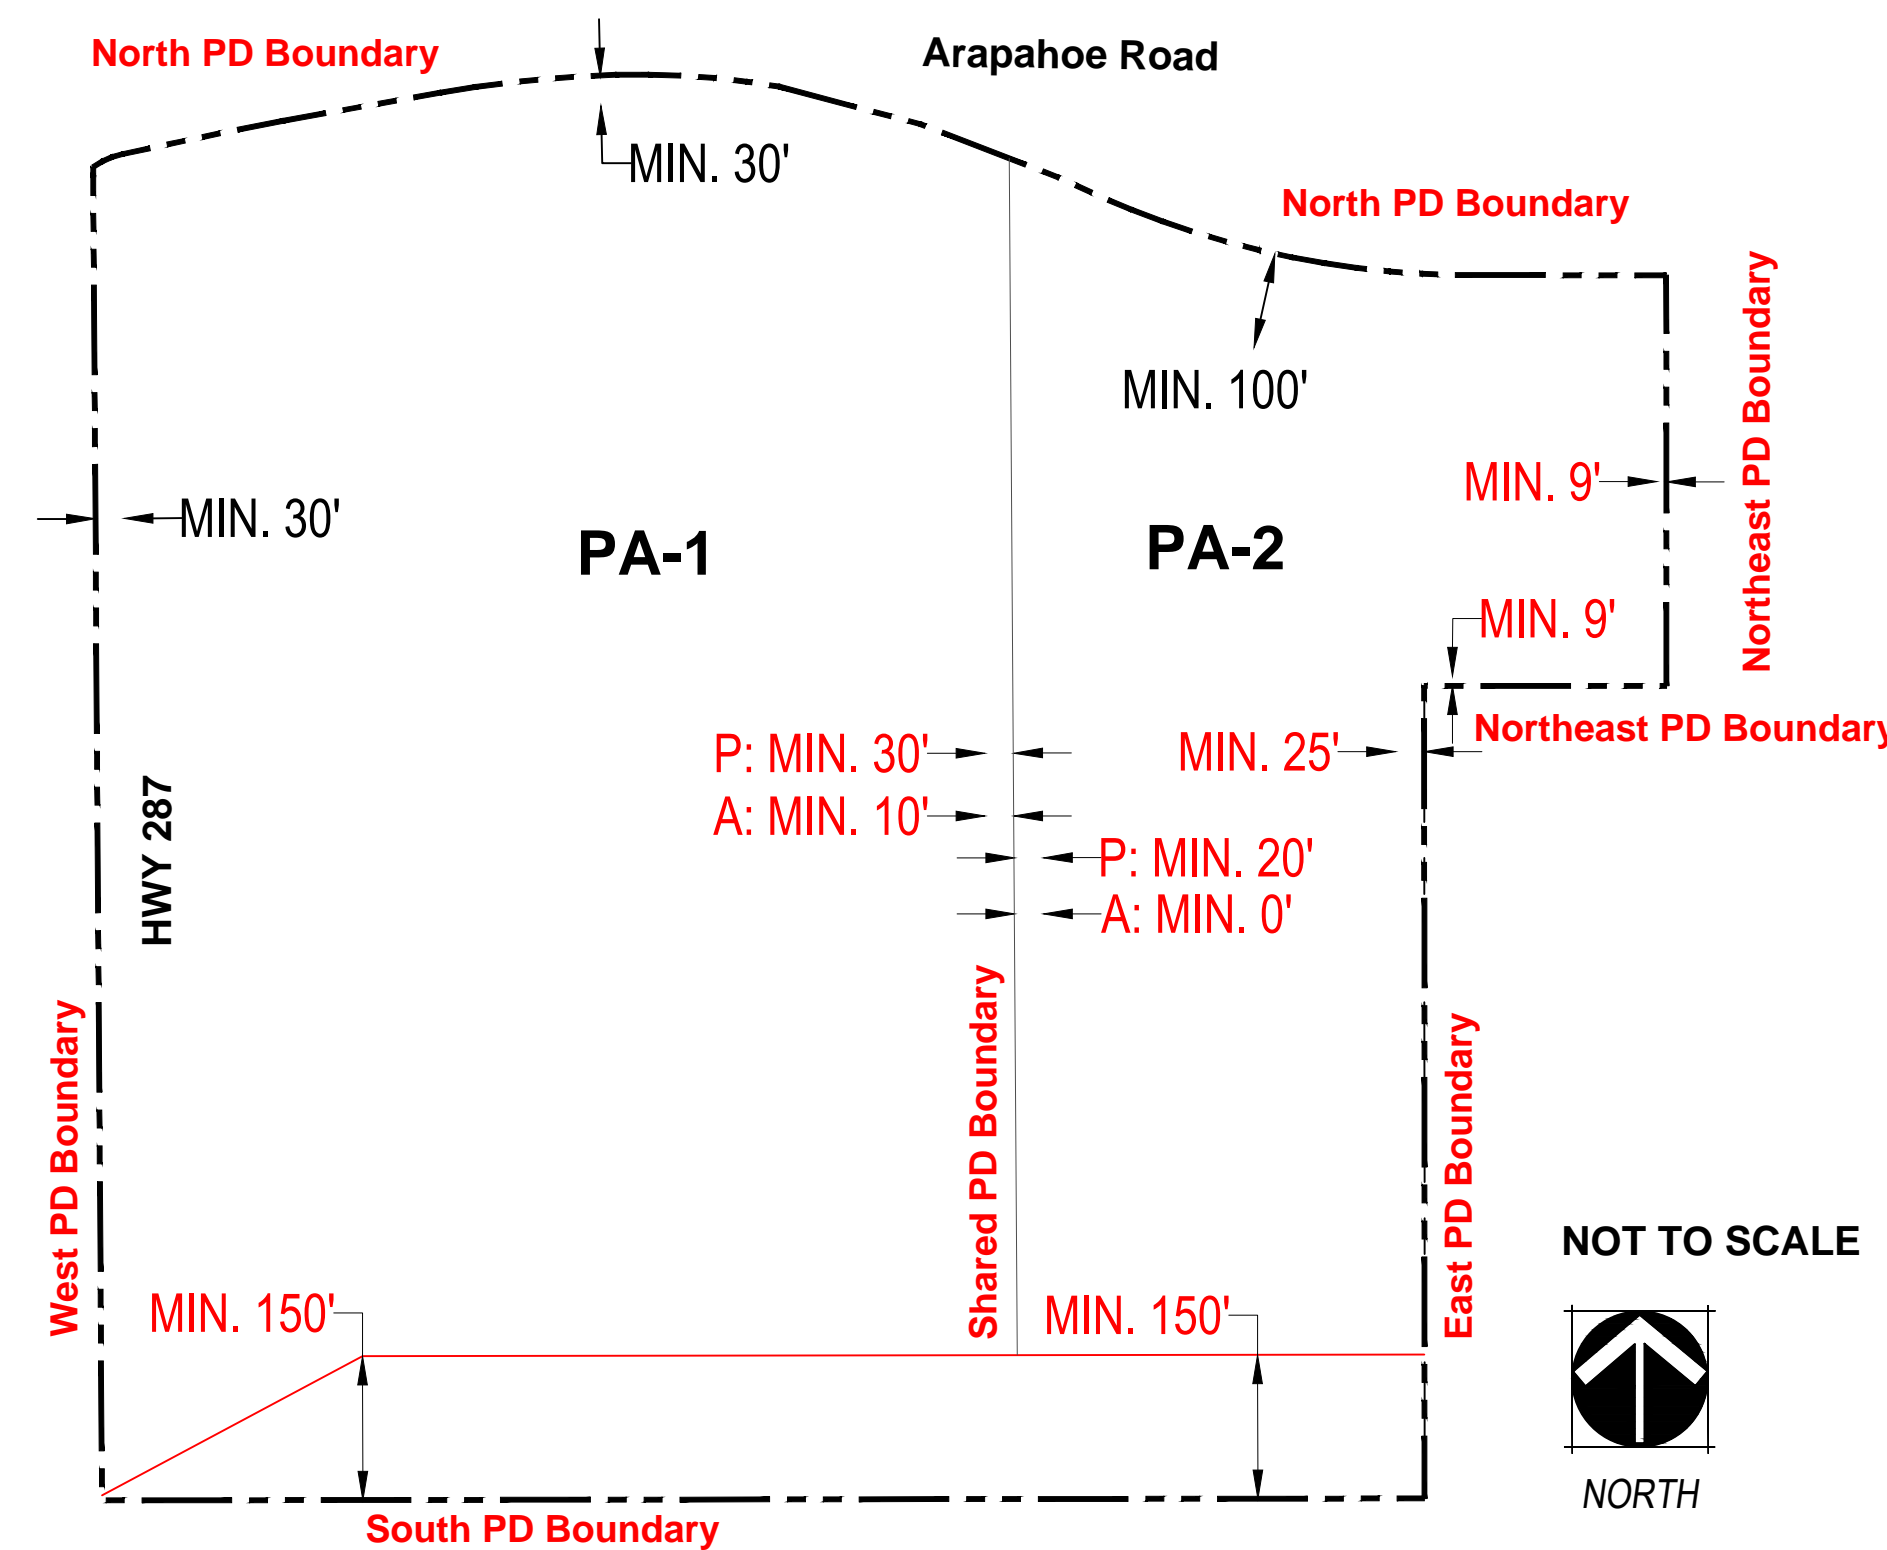 North PD Boundary
Arapahoe Road
MIN. 30'
North PD Boundary
MIN. 100'
Northeast PD Boundary
MIN. 9'
MIN. 30'
PA-1
PA-2
MIN. 9'
Northeast PD Boundary
P: MIN. 30'
MIN. 25'
A: MIN. 10'
P: MIN. 20'
A: MIN. 0'
HWY 287
West PD Boundary
Shared PD Boundary
East PD Boundary
NOT TO SCALE
MIN. 150'
MIN. 150'
NORTH
South PD Boundary